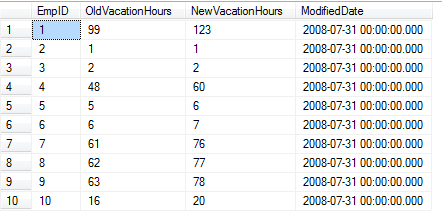 EmpID OldVacationHours NewVacationHours ModifiedDate
1 1 99 123 2008-07-31 00:00:00.000
2 2 1 1 2008-07-31 00:00:00.000
3 3 2 2 2008-07-31 00:00:00.000
4 4 48 60 2008-07-31 00:00:00.000
5 5 5 6 2008-07-31 00:00:00.000
6 6 6 7 2008-07-31 00:00:00.000
7 7 61 76 2008-07-31 00:00:00.000
8 8 62 77 2008-07-31 00:00:00.000
9 9 63 78 2008-07-31 00:00:00.000
10 10 16 20 2008-07-31 00:00:00.000